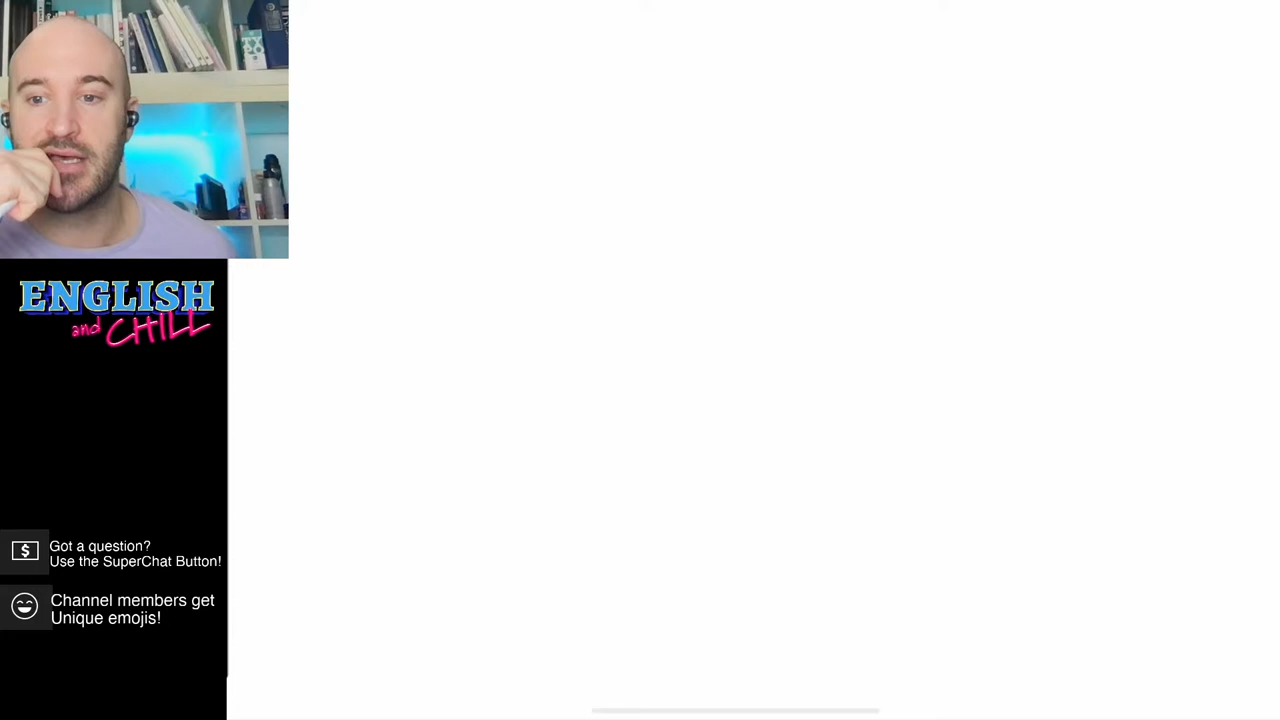 ENGLISH
and CHILL
$
Got a question?
Use the SuperChat Button!
Channel members get
Unique emojis!